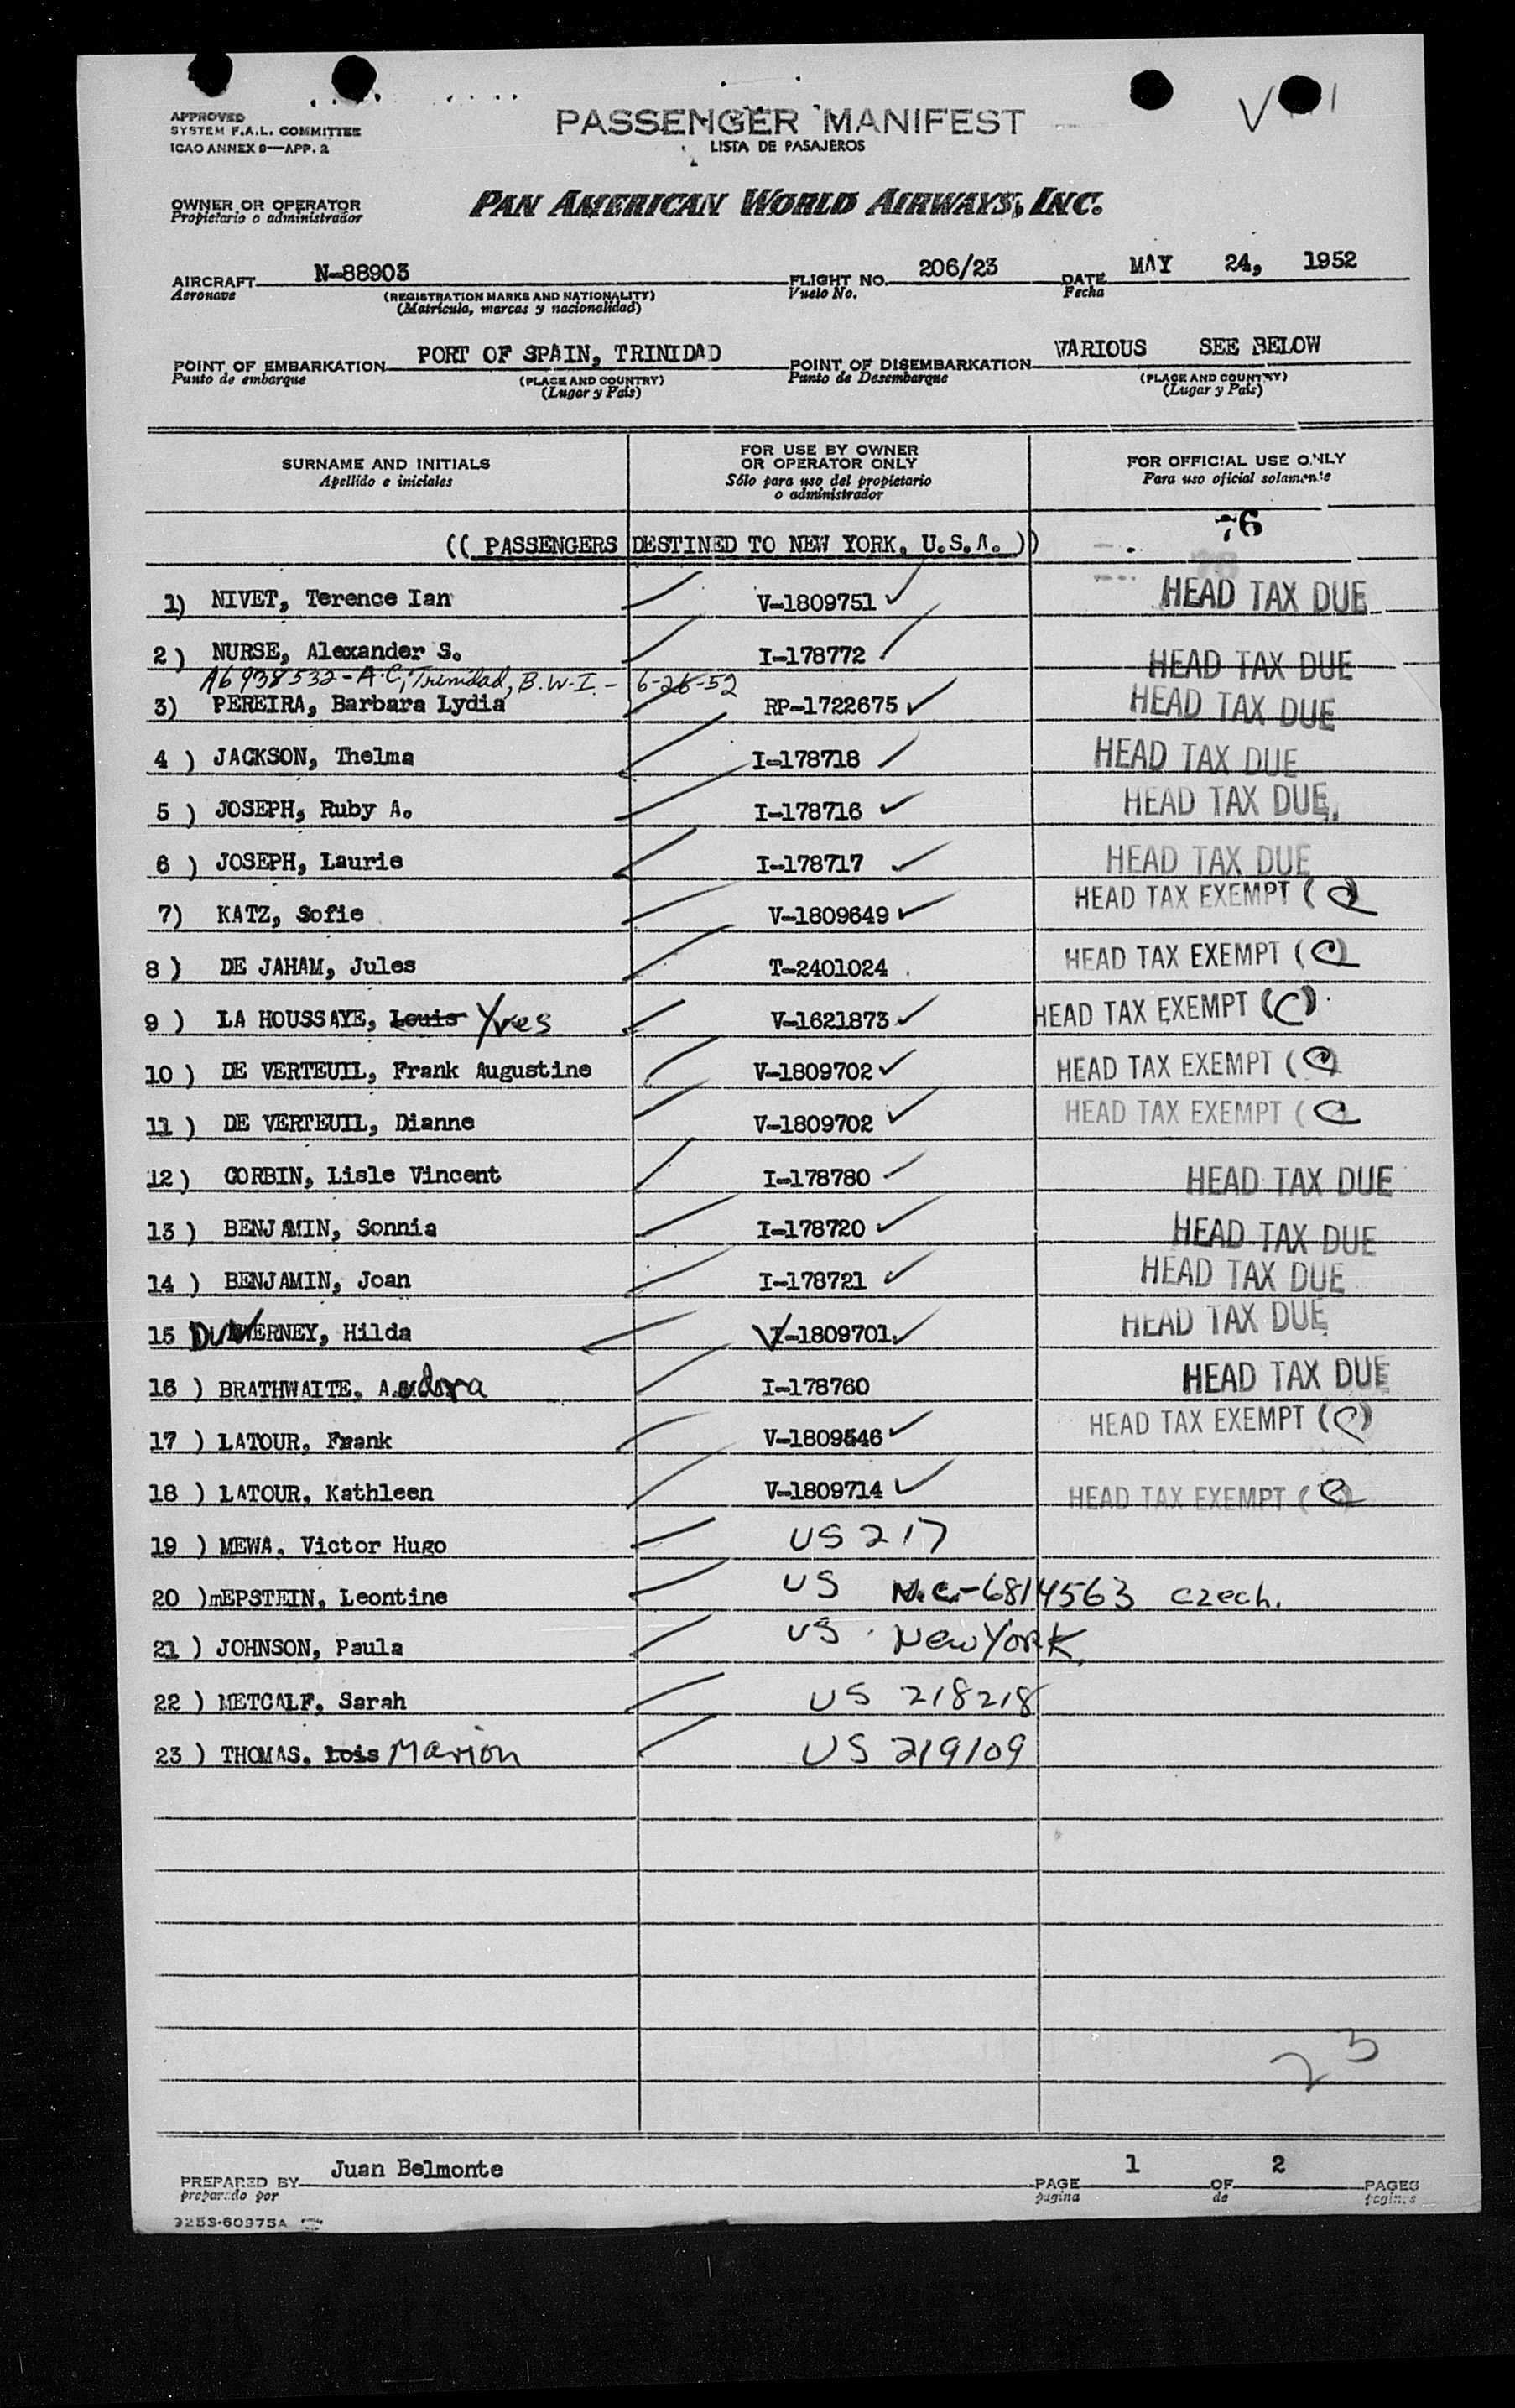 APPROVED
SYSTEM F.A.L. COMMITTEE
ICAO ANNEX 9—APP. 2
PASSENGER MANIFEST
LISTA DE PASAJEROS
OWNER OR OPERATOR
Propietario o administrador
PAN AMERICAN WORLD AIRWAYS, INC.
AIRCRAFT N-88903 FLIGHT NO. 206/23 DATE MAY 24, 1952
Aeronave (REGISTRATION MARKS AND NATIONALITY) Vuelo No. Fecha
(Matrícula, marcas y nacionalidad)
POINT OF EMBARKATION PORT OF SPAIN, TRINIDAD POINT OF DISEMBARKATION VARIOUS SEE BELOW
Punto de embarque (PLACE AND COUNTRY) Punto de Desembarque (PLACE AND COUNTRY)
(Lugar y País) (Lugar y País)
SURNAME AND INITIALS FOR USE BY OWNER OR OPERATOR ONLY FOR OFFICIAL USE ONLY
Apellido e iniciales Sólo para uso del propietario o administrador Para uso oficial solamente
76
(( PASSENGERS DESTINED TO NEW YORK, U.S.A. ))
1) NIVET, Terence Ian V-1809751 HEAD TAX DUE
2) NURSE, Alexander S. I-178772 HEAD TAX DUE
A6938532-A.C, Trinidad, B.W.I.- 6-26-52
3) PEREIRA, Barbara Lydia RP-1722675 HEAD TAX DUE
4) JACKSON, Thelma I-178718 HEAD TAX DUE
5) JOSEPH, Ruby A. I-178716 HEAD TAX DUE
6) JOSEPH, Laurie I-178717 HEAD TAX DUE
7) KATZ, Sofie V-1809649 HEAD TAX EXEMPT (C)
8) DE JAHAM, Jules T-2401024 HEAD TAX EXEMPT (C)
9) LA HOUSSAYE, Louis Yves V-1621873 HEAD TAX EXEMPT (C)
10) DE VERTEUIL, Frank Augustine V-1809702 HEAD TAX EXEMPT (C)
11) DE VERTEUIL, Dianne V-1809702 HEAD TAX EXEMPT (C
12) CORBIN, Lisle Vincent I-178780 HEAD TAX DUE
13) BENJAMIN, Sonnia I-178720 HEAD TAX DUE
14) BENJAMIN, Joan I-178721 HEAD TAX DUE
15 DUVERNEY, Hilda V-1809701 HEAD TAX DUE
16) BRATHWAITE, Audora I-178760 HEAD TAX DUE
17) LATOUR, Frank V-1809546 HEAD TAX EXEMPT (C)
18) LATOUR, Kathleen V-1809714 HEAD TAX EXEMPT (C)
19) MEWA, Victor Hugo US 217
20)mEPSTEIN, Leontine US N.C.-6814563 Czech.
21) JOHNSON, Paula US. New York
22) METCALF, Sarah US 218218
23) THOMAS, Lois Marion US 219109
23
PREPARED BY Juan Belmonte PAGE 1 OF 2 PAGES
preparado por pagina de paginas
9253-60975A